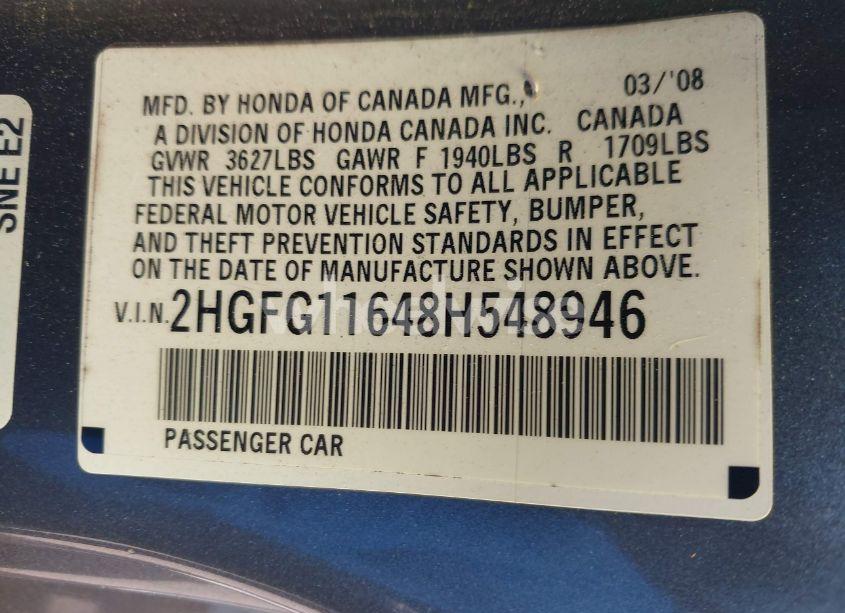 SNE E2
MFD. BY HONDA OF CANADA MFG., 03/'08
A DIVISION OF HONDA CANADA INC. CANADA
GVWR 3627LBS GAWR F 1940LBS R 1709LBS
THIS VEHICLE CONFORMS TO ALL APPLICABLE
FEDERAL MOTOR VEHICLE SAFETY, BUMPER,
AND THEFT PREVENTION STANDARDS IN EFFECT
ON THE DATE OF MANUFACTURE SHOWN ABOVE.
V.I.N. 2HGFG11648H548946
PASSENGER CAR